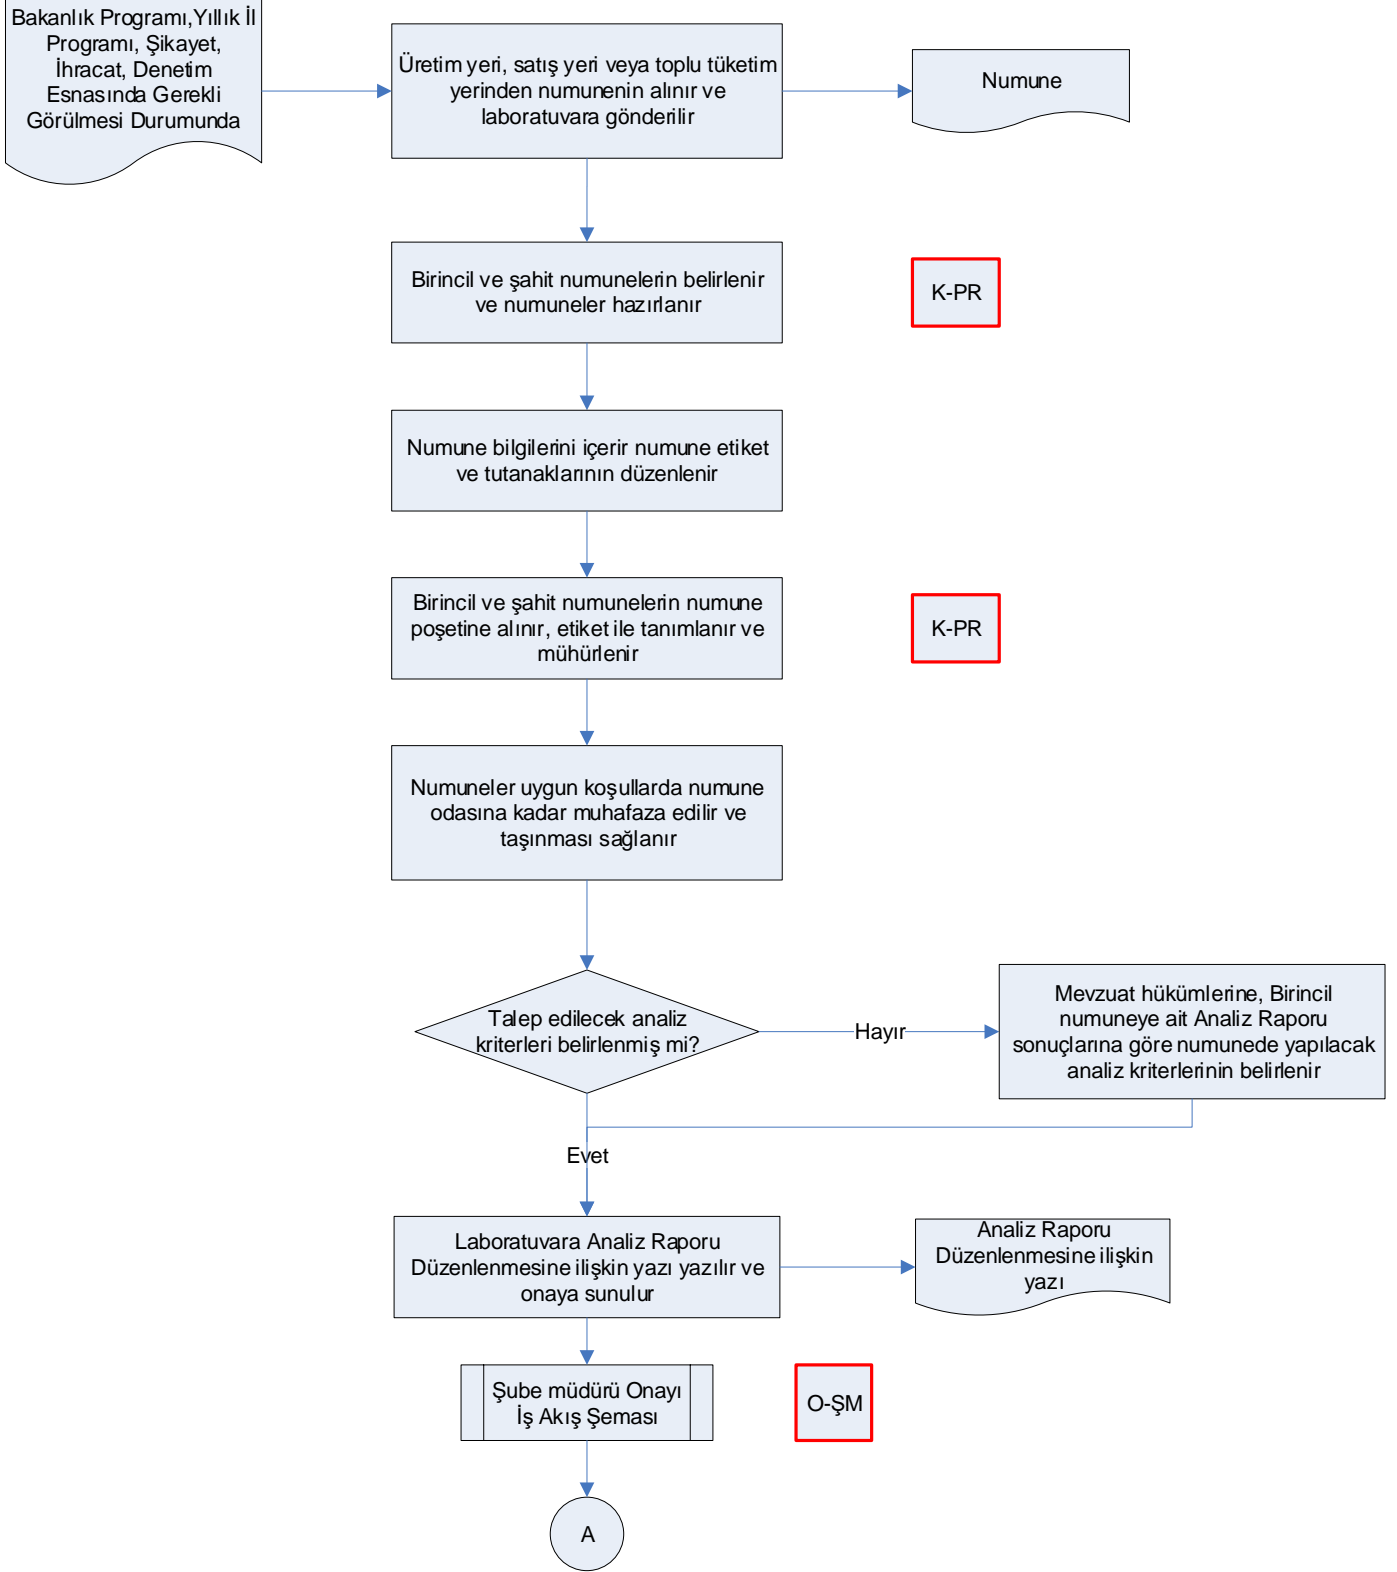 Bakanlık Programı,Yıllık İl
Programı, Şikayet,
İhracat, Denetim
Esnasında Gerekli
Görülmesi Durumunda
Üretim yeri, satış yeri veya toplu tüketim
yerinden numunenin alınır ve
laboratuvara gönderilir
Numune
Birincil ve şahit numunelerin belirlenir
ve numuneler hazırlanır
K-PR
Numune bilgilerini içerir numune etiket
ve tutanaklarının düzenlenir
Birincil ve şahit numunelerin numune
poşetine alınır, etiket ile tanımlanır ve
mühürlenir
K-PR
Numuneler uygun koşullarda numune
odasına kadar muhafaza edilir ve
taşınması sağlanır
Talep edilecek analiz
kriterleri belirlenmiş mi?
Hayır
Mevzuat hükümlerine, Birincil
numuneye ait Analiz Raporu
sonuçlarına göre numunede yapılacak
analiz kriterlerinin belirlenir
Evet
Laboratuvara Analiz Raporu
Düzenlenmesine ilişkin yazı yazılır ve
onaya sunulur
Analiz Raporu
Düzenlenmesine ilişkin
yazı
Şube müdürü Onayı
İş Akış Şeması
O-ŞM
A